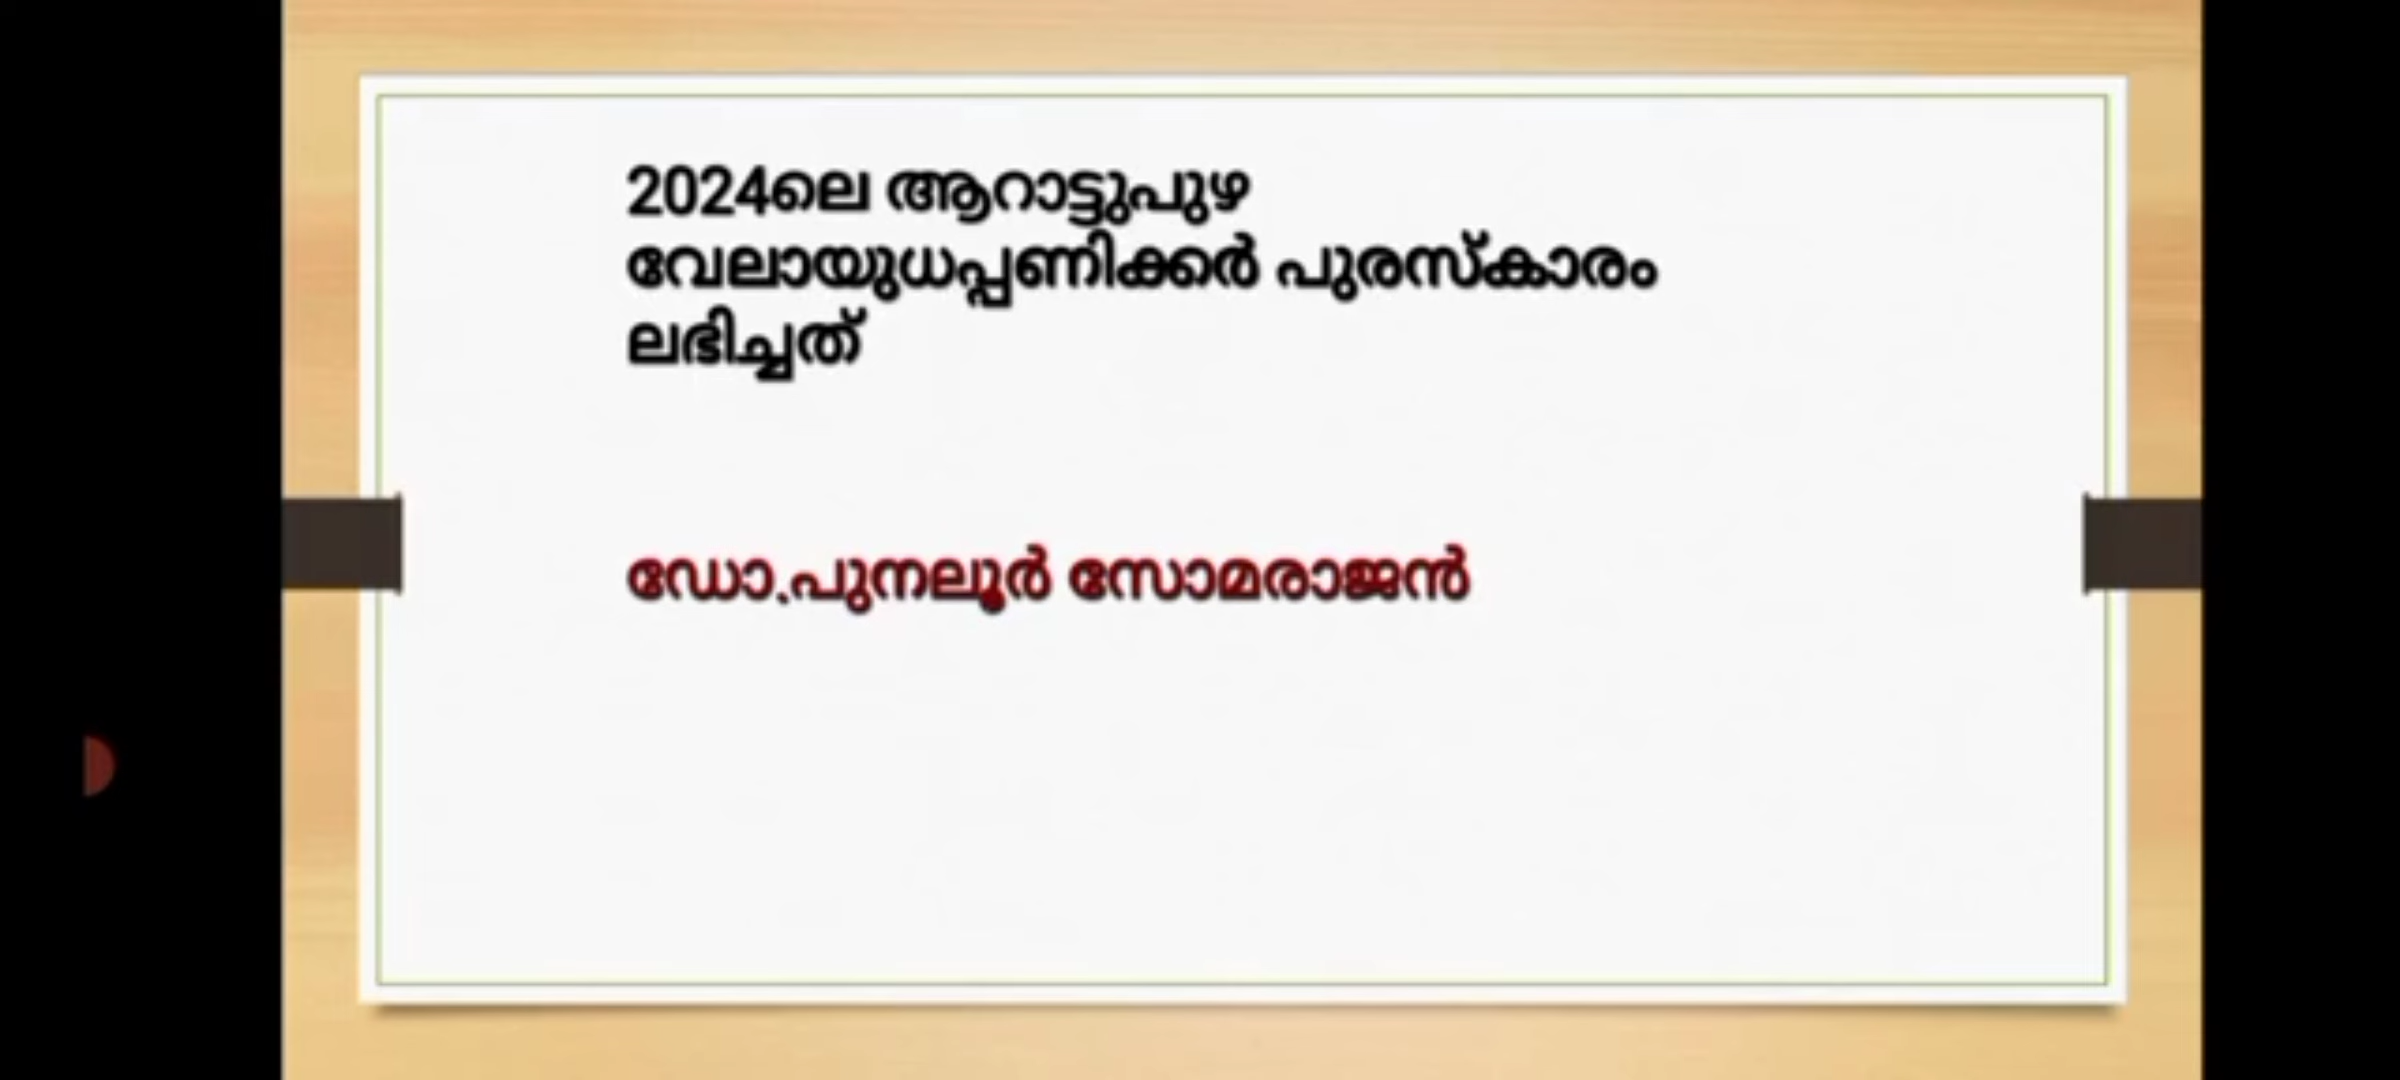 2024ലെ ആറാട്ടുപുഴ
വേലായുധപ്പണിക്കർ പുരസ്കാരം
ലഭിച്ചത്
ഡോ.പുനലൂർ സോമരാജൻ